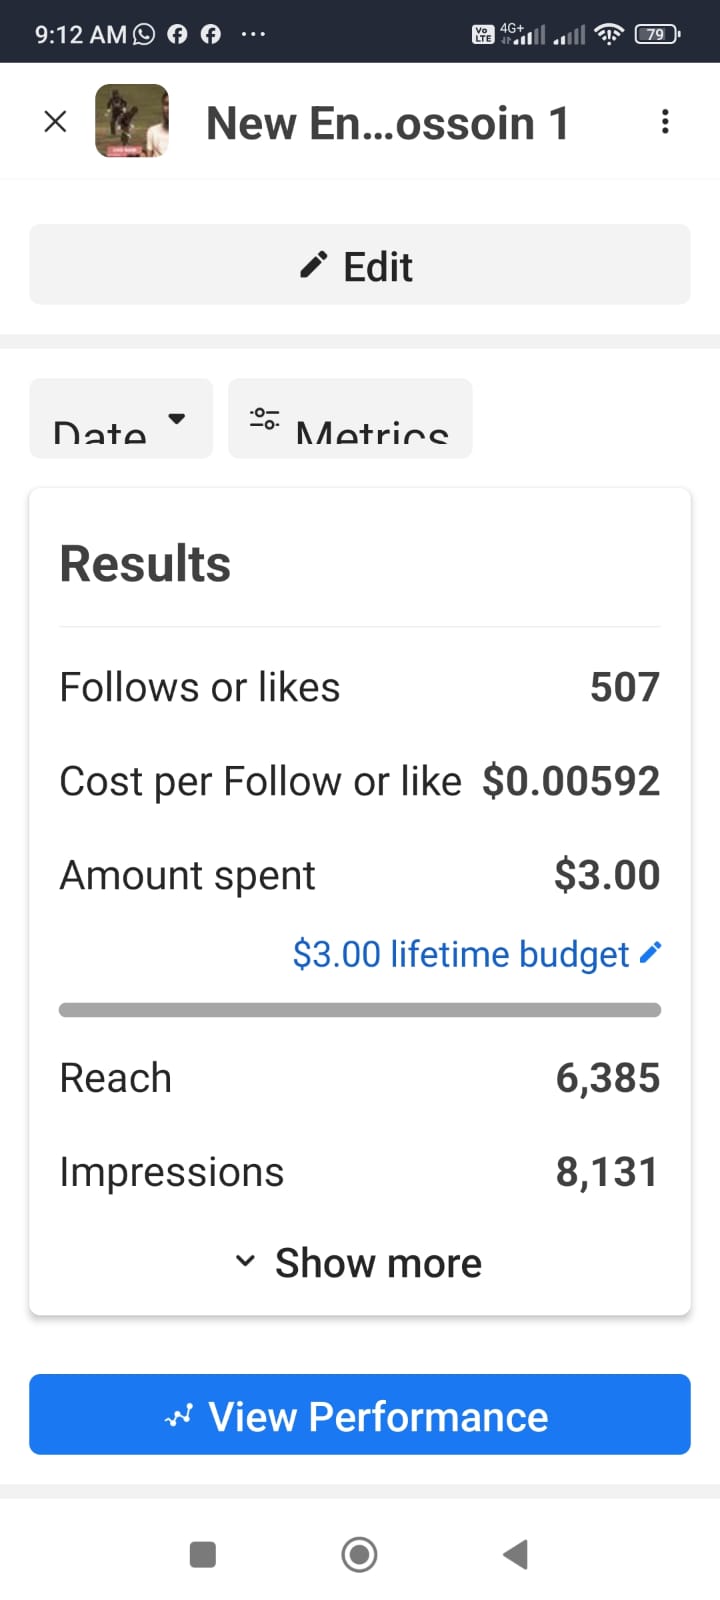 9:12 AM ...
Vo LTE 4G+ 79
New En...ossoin 1
Edit
Date Metrics
Results
Follows or likes 507
Cost per Follow or like $0.00592
Amount spent $3.00
$3.00 lifetime budget
Reach 6,385
Impressions 8,131
Show more
View Performance